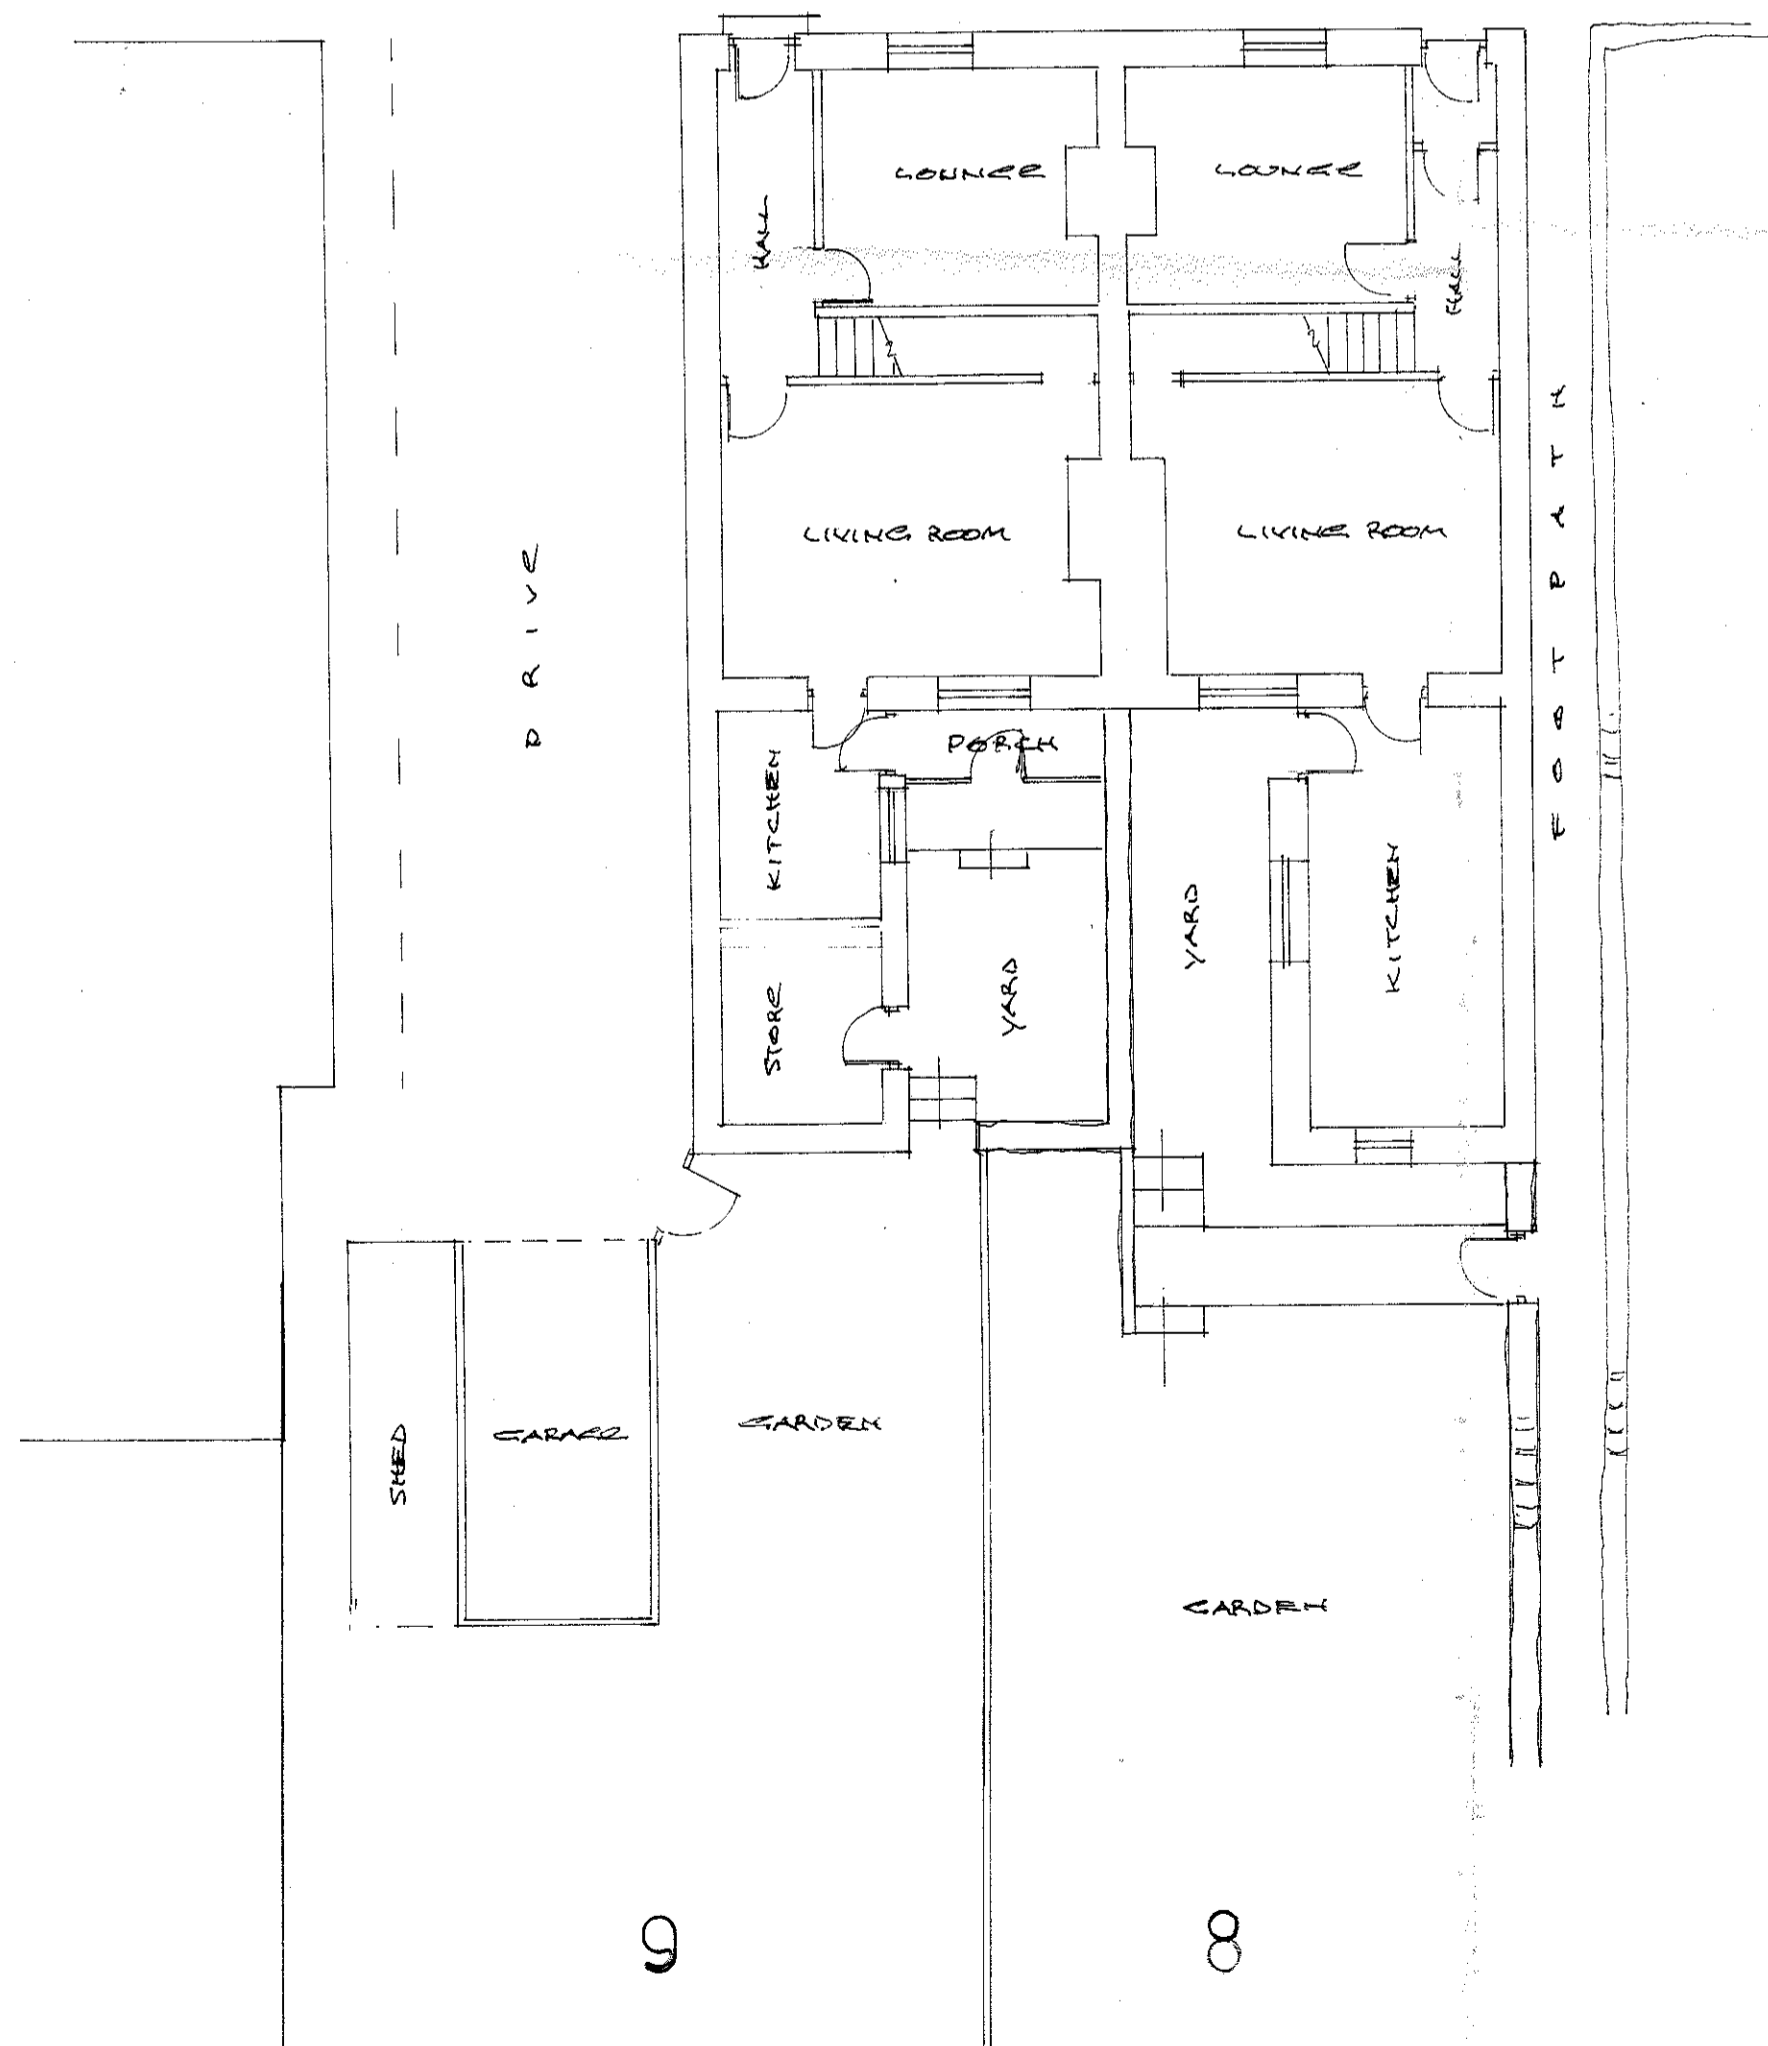 LOUNGE
LOUNGE
HALL
HALL
LIVING ROOM
LIVING ROOM
DRIVE
FOOTPATH
PORCH
KITCHEN
YARD
KITCHEN
STORE
YARD
SHED
GARAGE
GARDEN
GARDEN
9
8